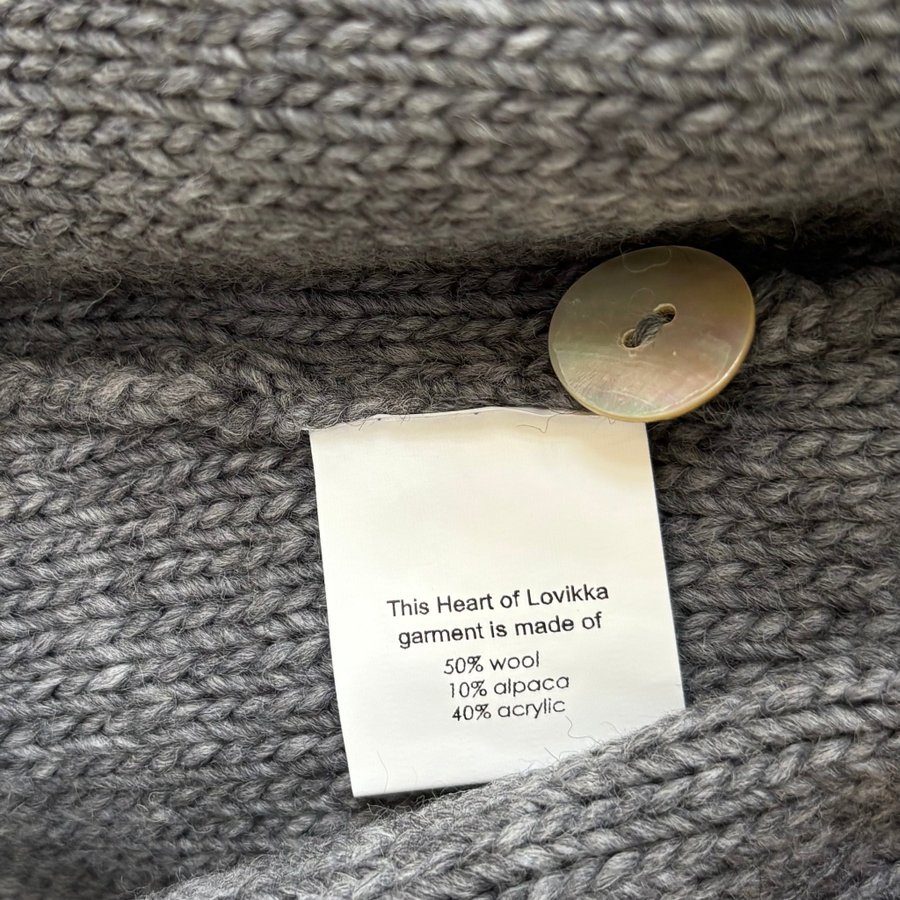 This Heart of Lovikka
garment is made of
50% wool
10% alpaca
40% acrylic